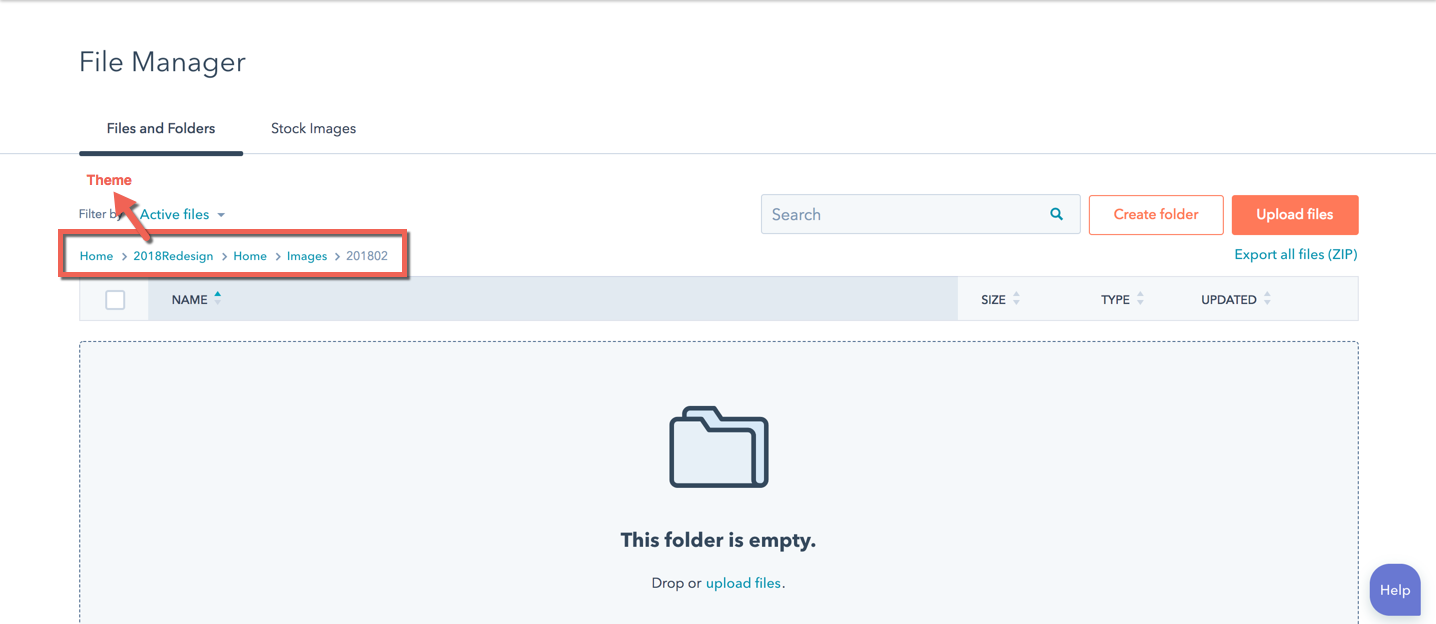 File Manager
Files and Folders Stock Images
Theme
Filter by Active files
Search
Create folder
Upload files
Home > 2018Redesign > Home > Images > 201802
Export all files (ZIP)
NAME SIZE TYPE UPDATED
This folder is empty.
Drop or upload files.
Help